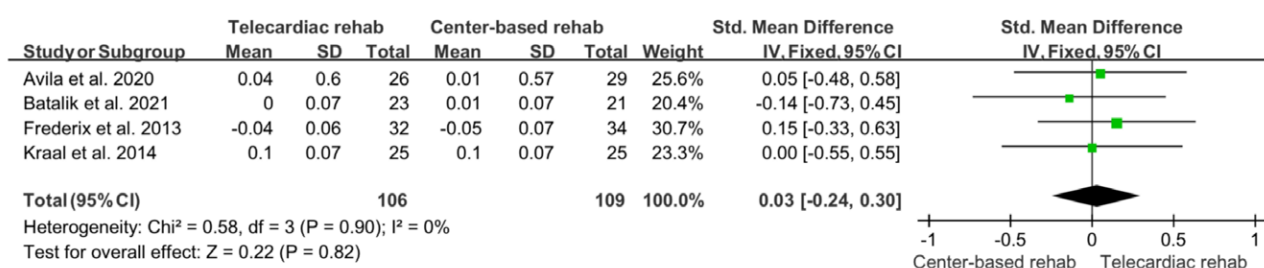 Telecardiac rehab Center-based rehab Std. Mean Difference Std. Mean Difference
Study or Subgroup Mean SD Total Mean SD Total Weight IV, Fixed, 95% CI IV, Fixed, 95% CI
Avila et al. 2020 0.04 0.6 26 0.01 0.57 29 25.6% 0.05 [-0.48, 0.58]
Batalik et al. 2021 0 0.07 23 0.01 0.07 21 20.4% -0.14 [-0.73, 0.45]
Frederix et al. 2013 -0.04 0.06 32 -0.05 0.07 34 30.7% 0.15 [-0.33, 0.63]
Kraal et al. 2014 0.1 0.07 25 0.1 0.07 25 23.3% 0.00 [-0.55, 0.55]
Total (95% CI) 106 109 100.0% 0.03 [-0.24, 0.30]
Heterogeneity: Chi² = 0.58, df = 3 (P = 0.90); I² = 0%
Test for overall effect: Z = 0.22 (P = 0.82)
-1 -0.5 0 0.5 1
Center-based rehab Telecardiac rehab